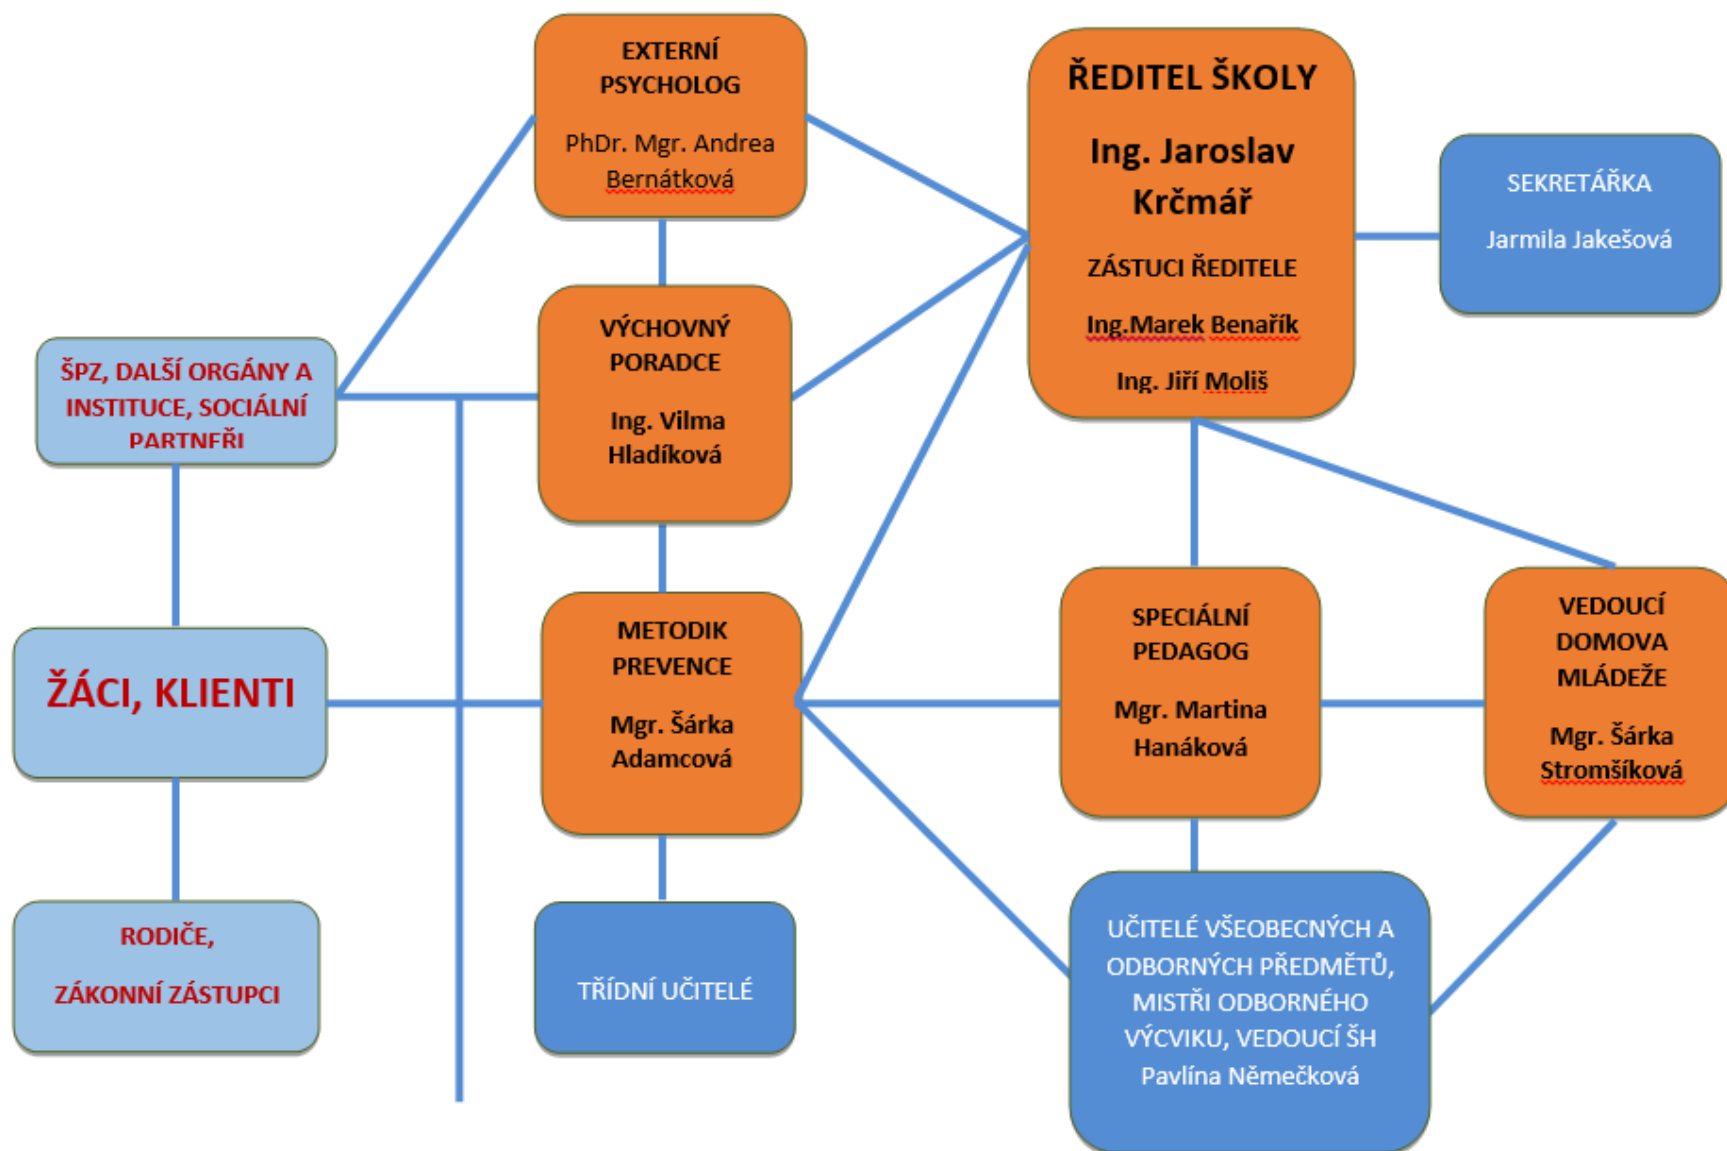 EXTERNÍ
PSYCHOLOG
PhDr. Mgr. Andrea
Bernátková
ŘEDITEL ŠKOLY
Ing. Jaroslav
Krčmář
ZÁSTUCI ŘEDITELE
Ing.Marek Benařík
Ing. Jiří Moliš
SEKRETÁŘKA
Jarmila Jakešová
VÝCHOVNÝ
PORADCE
Ing. Vilma
Hladíková
ŠPZ, DALŠÍ ORGÁNY A
INSTITUCE, SOCIÁLNÍ
PARTNEŘI
METODIK
PREVENCE
Mgr. Šárka
Adamcová
SPECIÁLNÍ
PEDAGOG
Mgr. Martina
Hanáková
VEDOUCÍ
DOMOVA
MLÁDEŽE
Mgr. Šárka
Stromšíková
ŽÁCI, KLIENTI
RODIČE,
ZÁKONNÍ ZÁSTUPCI
TŘÍDNÍ UČITELÉ
UČITELÉ VŠEOBECNÝCH A
ODBORNÝCH PŘEDMĚTŮ,
MISTŘI ODBORNÉHO
VÝCVIKU, VEDOUCÍ ŠH
Pavlína Němečková